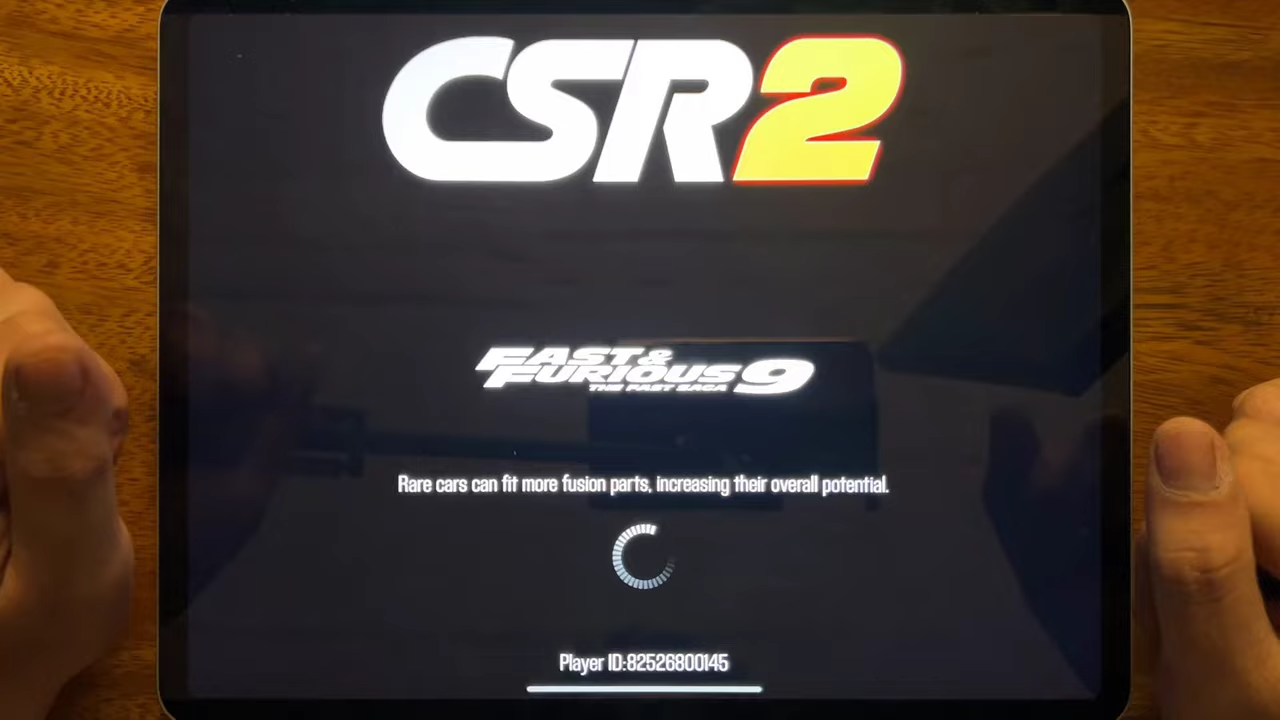 CSR2
FAST &
FURIOUS 9
THE FAST SAGA
Rare cars can fit more fusion parts, increasing their overall potential.
Player ID:82526800145